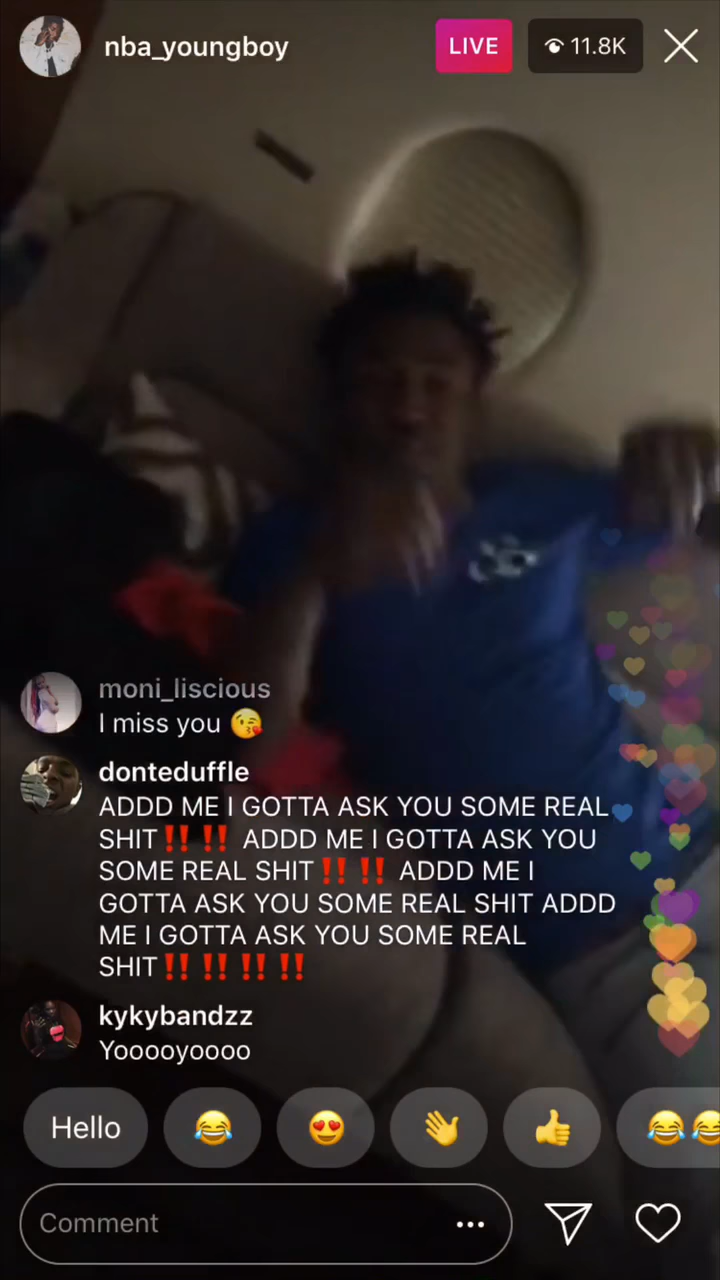 nba_youngboy
LIVE
11.8K
moni_liscious
I miss you 😘
donteduffle
ADDD ME I GOTTA ASK YOU SOME REAL
SHIT‼️‼️ ADDD ME I GOTTA ASK YOU
SOME REAL SHIT‼️‼️ ADDD ME I
GOTTA ASK YOU SOME REAL SHIT ADDD
ME I GOTTA ASK YOU SOME REAL
SHIT‼️‼️‼️‼️
kykybandzz
Yooooyoooo
Hello 😂 😍 👋 👍 😂😂
Comment